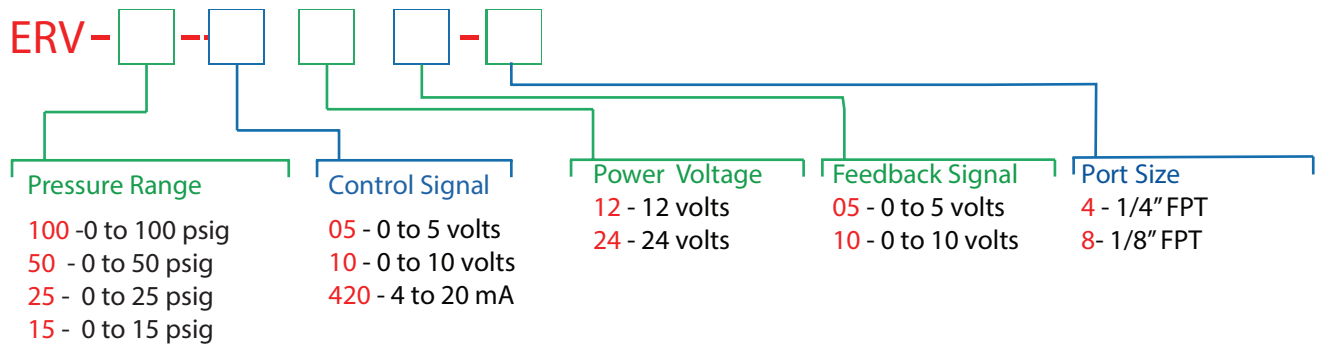 ERV- - -
Pressure Range
100 -0 to 100 psig
50 - 0 to 50 psig
25 - 0 to 25 psig
15 - 0 to 15 psig
Control Signal
05 - 0 to 5 volts
10 - 0 to 10 volts
420 - 4 to 20 mA
Power Voltage
12 - 12 volts
24 - 24 volts
Feedback Signal
05 - 0 to 5 volts
10 - 0 to 10 volts
Port Size
4 - 1/4” FPT
8- 1/8” FPT